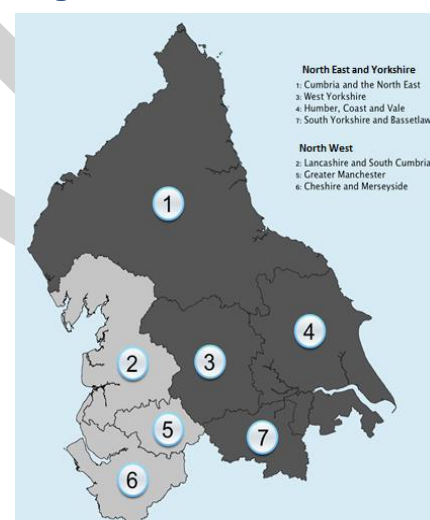 North East and Yorkshire
1: Cumbria and the North East
3: West Yorkshire
4: Humber, Coast and Vale
7: South Yorkshire and Bassetlaw
North West
2: Lancashire and South Cumbria
5: Greater Manchester
6: Cheshire and Merseyside
1
4
3
2
5
7
6